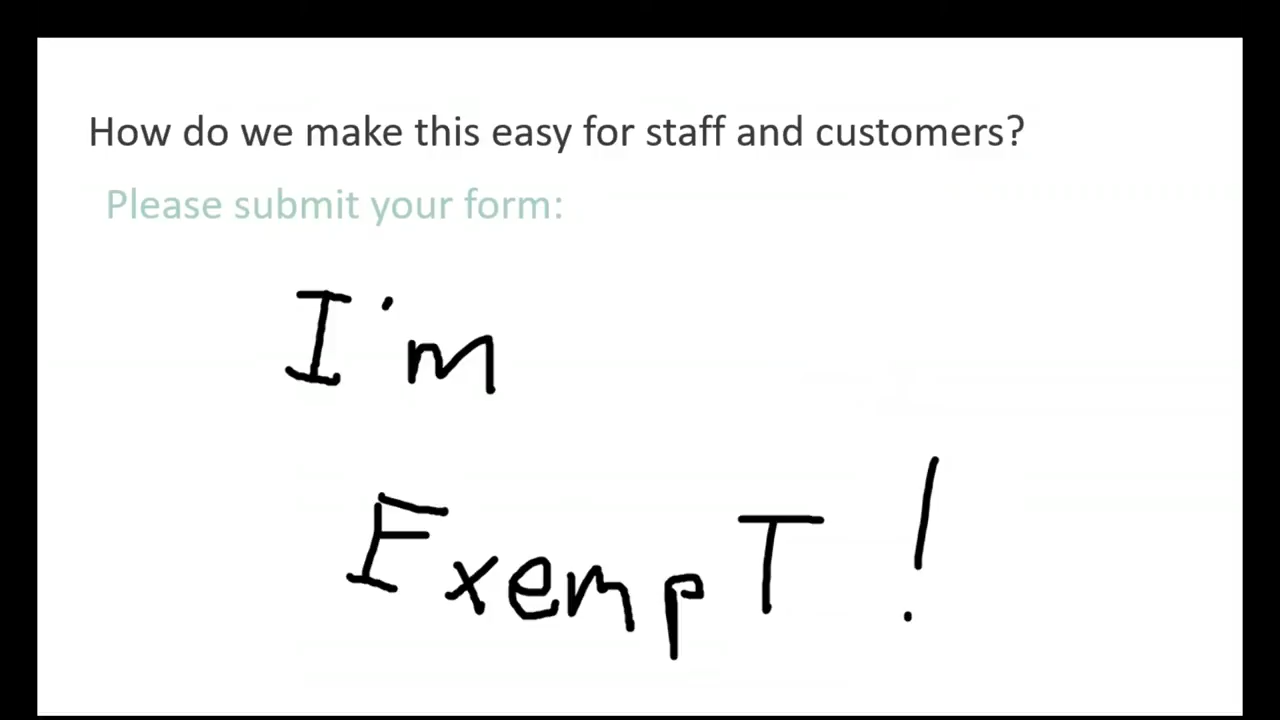 How do we make this easy for staff and customers?
Please submit your form:
I'm
ExempT!